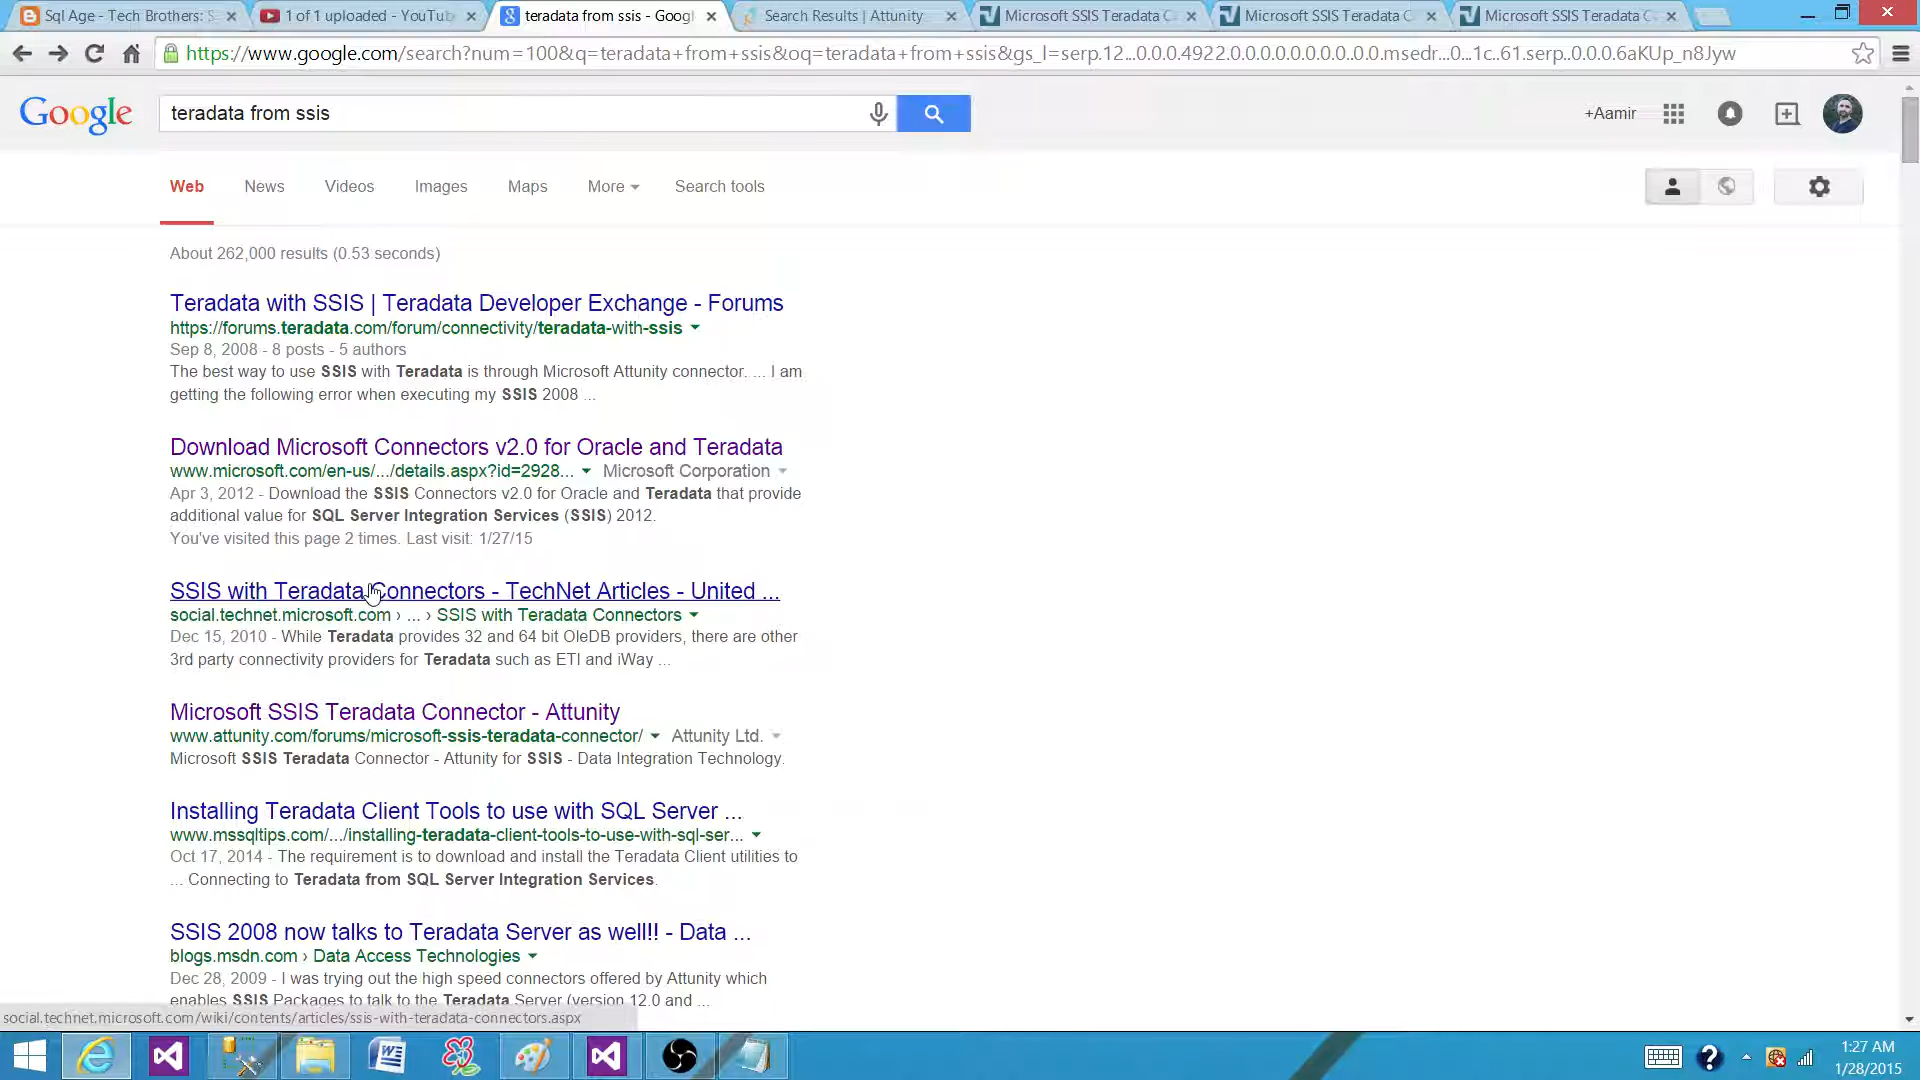 Sql Age - Tech Brothers: S
1 of 1 uploaded - YouTub
teradata from ssis - Googl
Search Results | Attunity
Microsoft SSIS Teradata C
Microsoft SSIS Teradata C
Microsoft SSIS Teradata C
https://www.google.com/search?num=100&q=teradata+from+ssis&oq=teradata+from+ssis&gs_l=serp.12...0.0.0.4922.0.0.0.0.0.0.0.0..0.0.msedr...0...1c..61.serp..0.0.0.6aKUp_n8Jyw
Google
teradata from ssis
+Aamir
Web
News
Videos
Images
Maps
More
Search tools
About 262,000 results (0.53 seconds)
Teradata with SSIS | Teradata Developer Exchange - Forums
https://forums.teradata.com/forum/connectivity/teradata-with-ssis
Sep 8, 2008 - 8 posts - 5 authors
The best way to use SSIS with Teradata is through Microsoft Attunity connector. ... I am
getting the following error when executing my SSIS 2008 ...
Download Microsoft Connectors v2.0 for Oracle and Teradata
www.microsoft.com/en-us/.../details.aspx?id=2928... Microsoft Corporation
Apr 3, 2012 - Download the SSIS Connectors v2.0 for Oracle and Teradata that provide
additional value for SQL Server Integration Services (SSIS) 2012.
You've visited this page 2 times. Last visit: 1/27/15
SSIS with Teradata Connectors - TechNet Articles - United ...
social.technet.microsoft.com › ... › SSIS with Teradata Connectors
Dec 15, 2010 - While Teradata provides 32 and 64 bit OleDB providers, there are other
3rd party connectivity providers for Teradata such as ETI and iWay ...
Microsoft SSIS Teradata Connector - Attunity
www.attunity.com/forums/microsoft-ssis-teradata-connector/ Attunity Ltd.
Microsoft SSIS Teradata Connector - Attunity for SSIS - Data Integration Technology.
Installing Teradata Client Tools to use with SQL Server ...
www.mssqltips.com/.../installing-teradata-client-tools-to-use-with-sql-ser...
Oct 17, 2014 - The requirement is to download and install the Teradata Client utilities to
... Connecting to Teradata from SQL Server Integration Services.
SSIS 2008 now talks to Teradata Server as well!! - Data ...
blogs.msdn.com › Data Access Technologies
Dec 28, 2009 - I was trying out the high speed connectors offered by Attunity which
enables SSIS Packages to talk to the Teradata Server (version 12.0 and ...
social.technet.microsoft.com/wiki/contents/articles/ssis-with-teradata-connectors.aspx
1:27 AM
1/28/2015